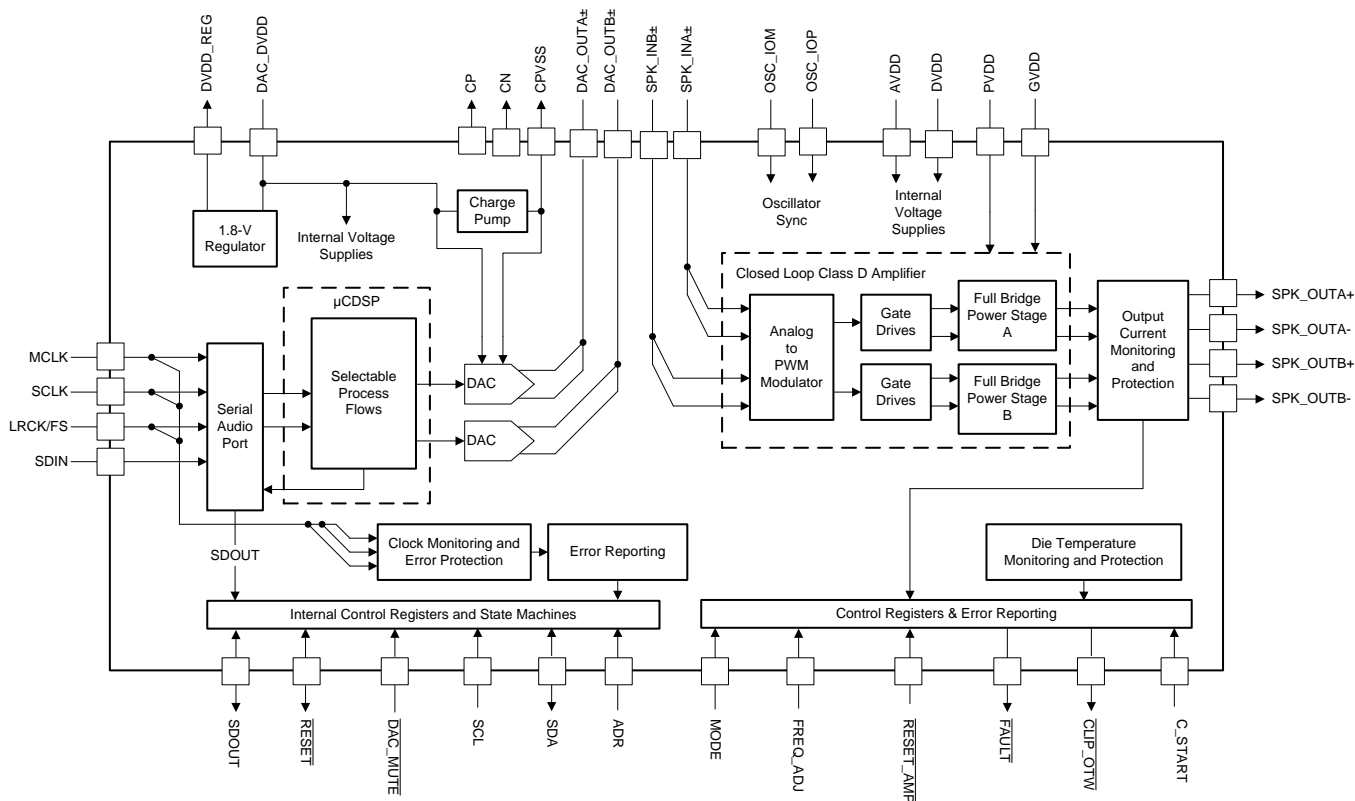 DVDD_REG
DAC_DVDD
CP
CN
CPVSS
DAC_OUTA±
DAC_OUTB±
SPK_INB±
SPK_INA±
OSC_IOM
OSC_IOP
AVDD
DVDD
PVDD
GVDD
1.8-V
Regulator
Internal Voltage
Supplies
Charge
Pump
Oscillator
Sync
Internal
Voltage
Supplies
Closed Loop Class D Amplifier
µCDSP
MCLK
SCLK
LRCK/FS
SDIN
Serial
Audio
Port
Selectable
Process
Flows
DAC
DAC
Analog
to
PWM
Modulator
Gate
Drives
Full Bridge
Power Stage
A
Gate
Drives
Full Bridge
Power Stage
B
Output
Current
Monitoring
and
Protection
SPK_OUTA+
SPK_OUTA-
SPK_OUTB+
SPK_OUTB-
SDOUT
Clock Monitoring and
Error Protection
Error Reporting
Die Temperature
Monitoring and Protection
Internal Control Registers and State Machines
Control Registers & Error Reporting
SDOUT
RESET
DAC_MUTE
SCL
SDA
ADR
MODE
FREQ_ADJ
RESET_AMP
FAULT
CLIP_OTW
C_START